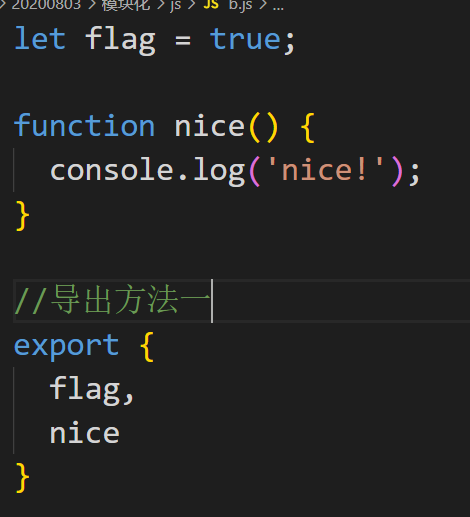 > 20200803 > 模块化 > js > JS b.js > ...
let flag = true;
function nice() {
  console.log('nice!');
}
//导出方法一
export {
  flag,
  nice
}